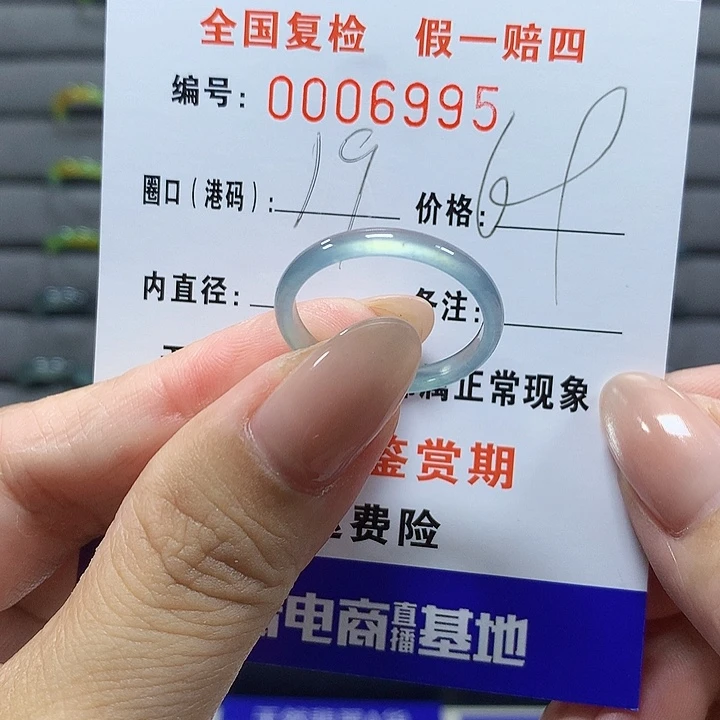 全国复检 假一赔四
编号：0006995
圈口（港码）：19 价格：
内直径： 备注：
属正常现象
鉴赏期
费险
电商直播基地